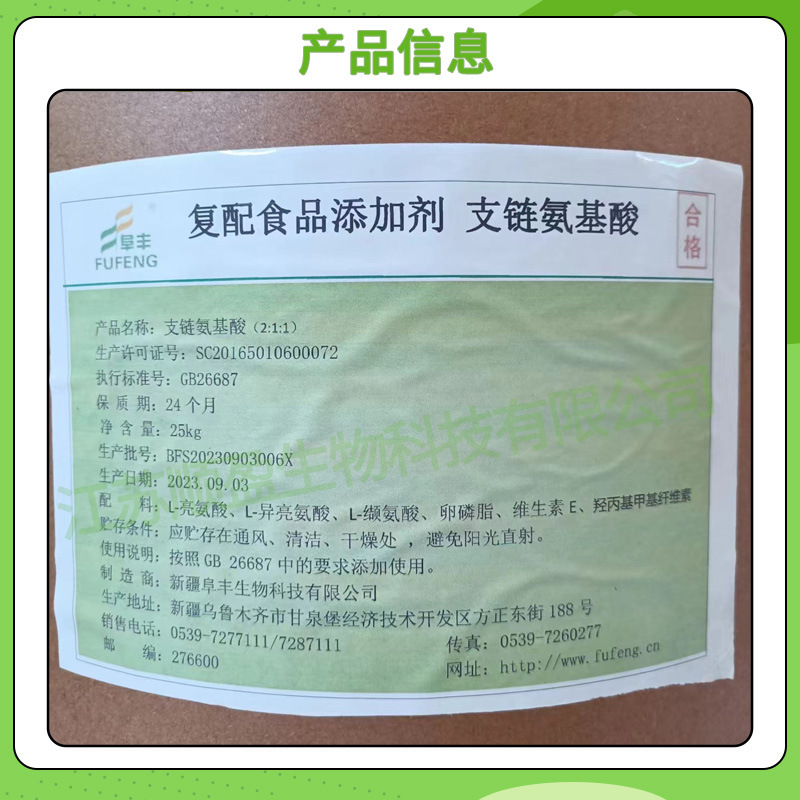 产品信息
阜丰
FUFENG
复配食品添加剂 支链氨基酸
合格
产品名称：支链氨基酸（2:1:1）
生产许可证号：SC20165010600072
执行标准号：GB26687
保 质 期：24个月
净 含 量：25kg
生产批号：BFS20230903006X
生产日期：2023.09.03
配 料：L-亮氨酸、L-异亮氨酸、L-缬氨酸、卵磷脂、维生素E、羟丙基甲基纤维素
贮存条件：应贮存在通风、清洁、干燥处，避免阳光直射。
使用说明：按照GB 26687中的要求添加使用。
制 造 商：新疆阜丰生物科技有限公司
生产地址：新疆乌鲁木齐市甘泉堡经济技术开发区方正东街188号
销售电话：0539-7277111/7287111 传真：0539-7260277
邮 编：276600 网址：http://www.fufeng.cn